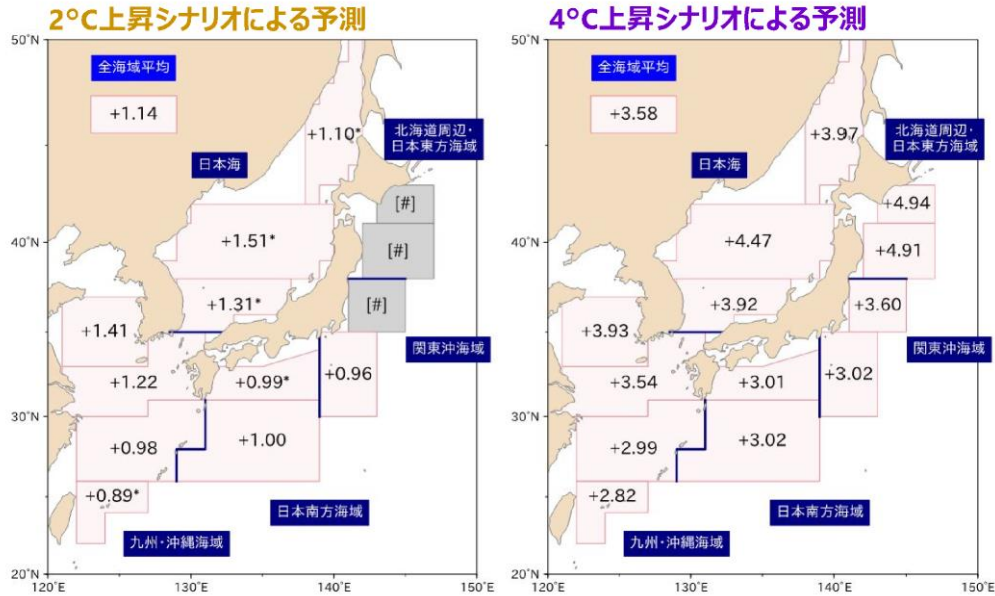 2°C上昇シナリオによる予測
50˚N
全海域平均
+1.14
+1.10*
北海道周辺・
日本東方海域
日本海
[#]
+1.51*
[#]
40˚N
+1.31*
[#]
+1.41
関東沖海域
+1.22
+0.99*
+0.96
30˚N
+0.98
+1.00
+0.89*
日本南方海域
九州・沖縄海域
20˚N
120˚E
130˚E
140˚E
150˚E
4°C上昇シナリオによる予測
50˚N
全海域平均
+3.58
+3.97
北海道周辺・
日本東方海域
日本海
+4.94
+4.47
+4.91
40˚N
+3.92
+3.60
+3.93
関東沖海域
+3.54
+3.01
+3.02
30˚N
+2.99
+3.02
+2.82
日本南方海域
九州・沖縄海域
20˚N
120˚E
130˚E
140˚E
150˚E